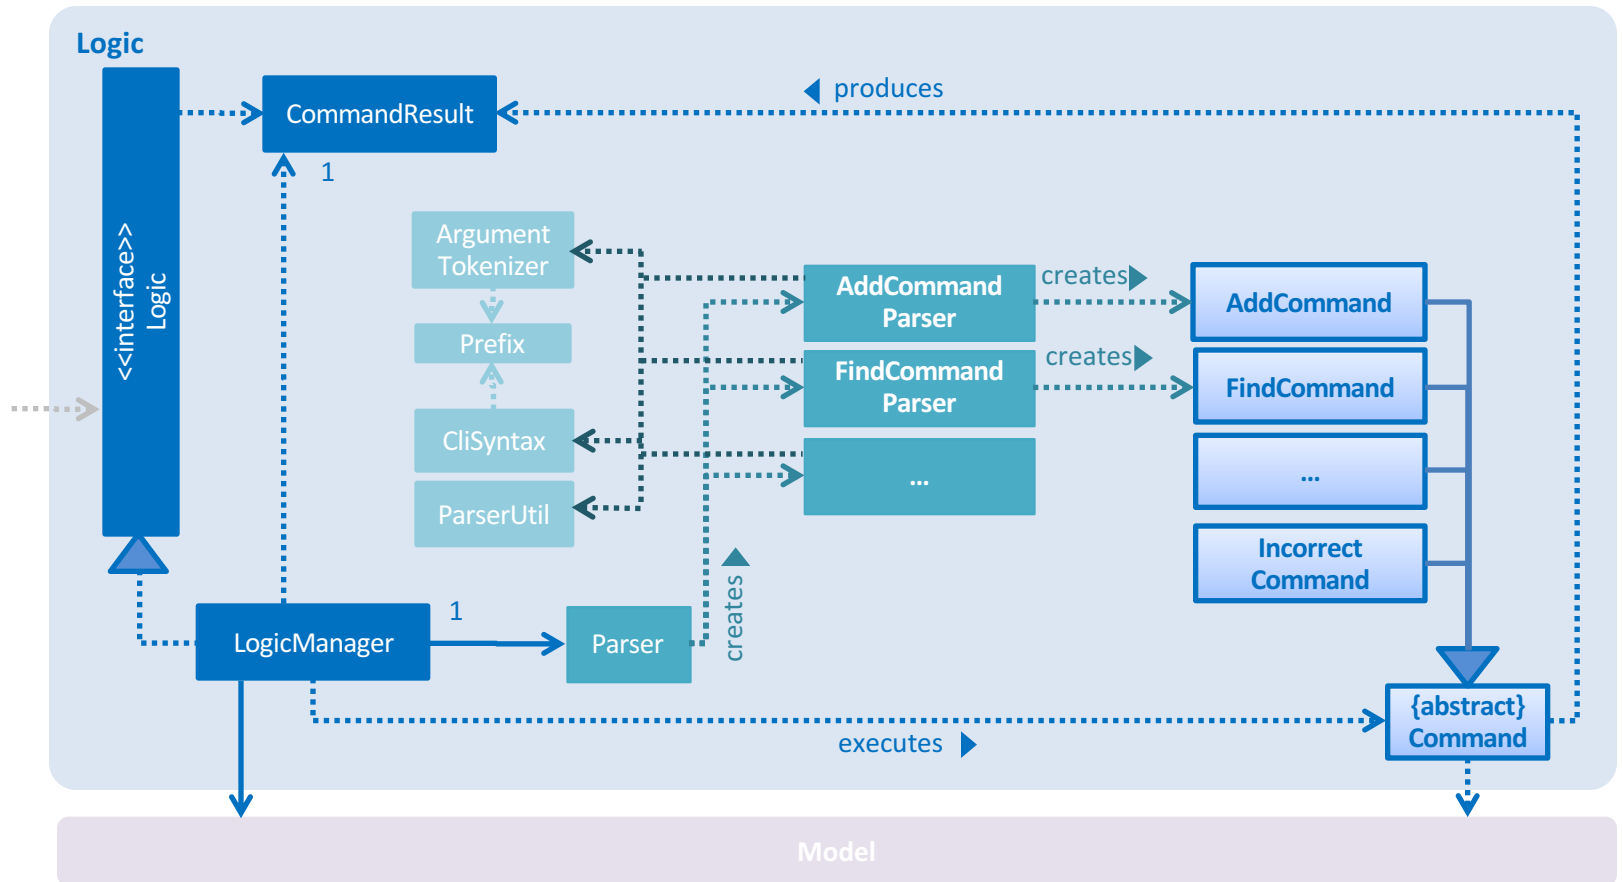 Logic
<<interface>>
Logic
CommandResult
produces
1
Argument
Tokenizer
Prefix
CliSyntax
ParserUtil
AddCommand
Parser
creates
AddCommand
FindCommand
Parser
creates
FindCommand
...
...
Incorrect
Command
creates
LogicManager
1
Parser
{abstract}
Command
executes
Model